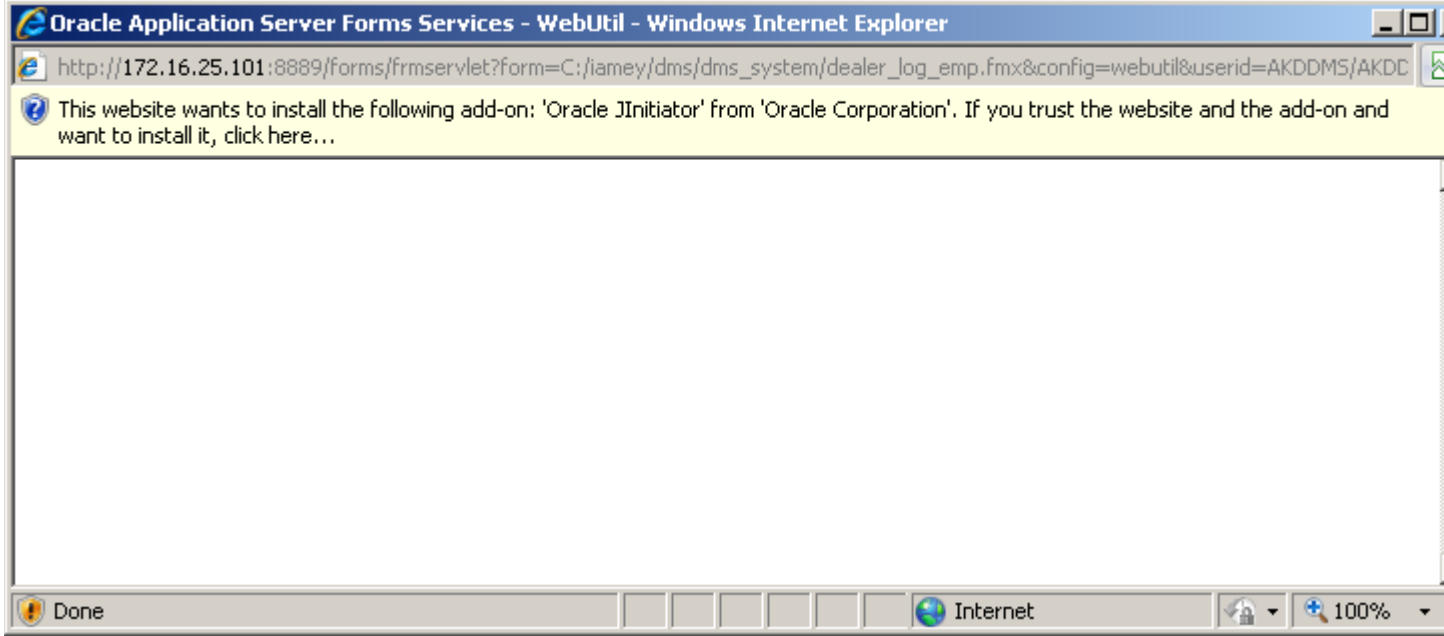 Oracle Application Server Forms Services - WebUtil - Windows Internet Explorer
http://172.16.25.101:8889/forms/frmservlet?form=C:/iamey/dms/dms_system/dealer_log_emp.fmx&config=webutil&userid=AKDDMS/AKDD
This website wants to install the following add-on: 'Oracle JInitiator' from 'Oracle Corporation'. If you trust the website and the add-on and
want to install it, click here...
Done Internet 100%